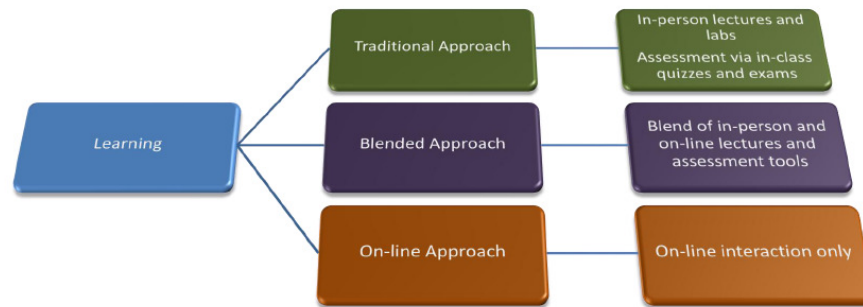 Learning
Traditional Approach
In-person lectures and
labs
Assessment via in-class
quizzes and exams
Blended Approach
Blend of in-person and
on-line lectures and
assessment tools
On-line Approach
On-line interaction only